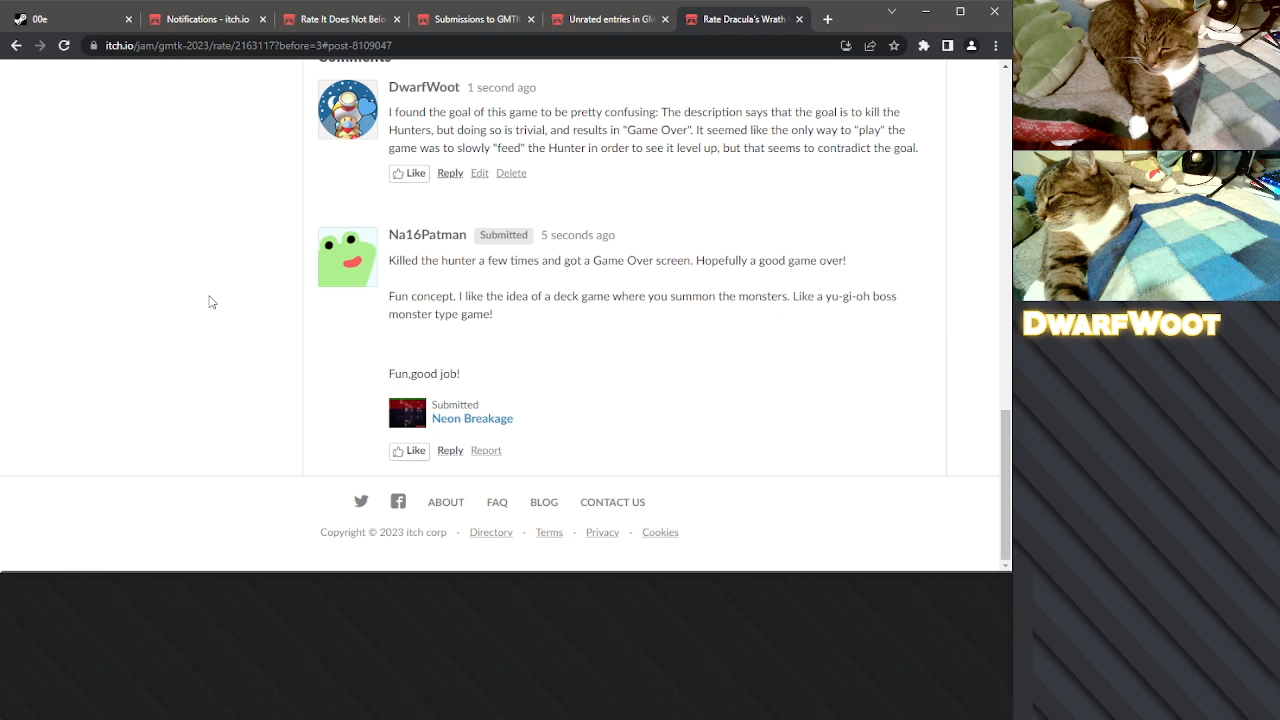 00e
Notifications - itch.io
Rate It Does Not Belo
Submissions to GMTK
Unrated entries in GM
Rate Dracula's Wrath
itch.io/jam/gmtk-2023/rate/2163117?before=3#post-8109047
Comments
DwarfWoot 1 second ago
I found the goal of this game to be pretty confusing: The description says that the goal is to kill the
Hunters, but doing so is trivial, and results in "Game Over". It seemed like the only way to "play" the
game was to slowly "feed" the Hunter in order to see it level up, but that seems to contradict the goal.
Like Reply Edit Delete
Na16Patman Submitted 5 seconds ago
Killed the hunter a few times and got a Game Over screen. Hopefully a good game over!
Fun concept. I like the idea of a deck game where you summon the monsters. Like a yu-gi-oh boss
monster type game!
Fun,good job!
Submitted
Neon Breakage
Like Reply Report
ABOUT FAQ BLOG CONTACT US
Copyright © 2023 itch corp · Directory · Terms · Privacy · Cookies
DWARFWOOT